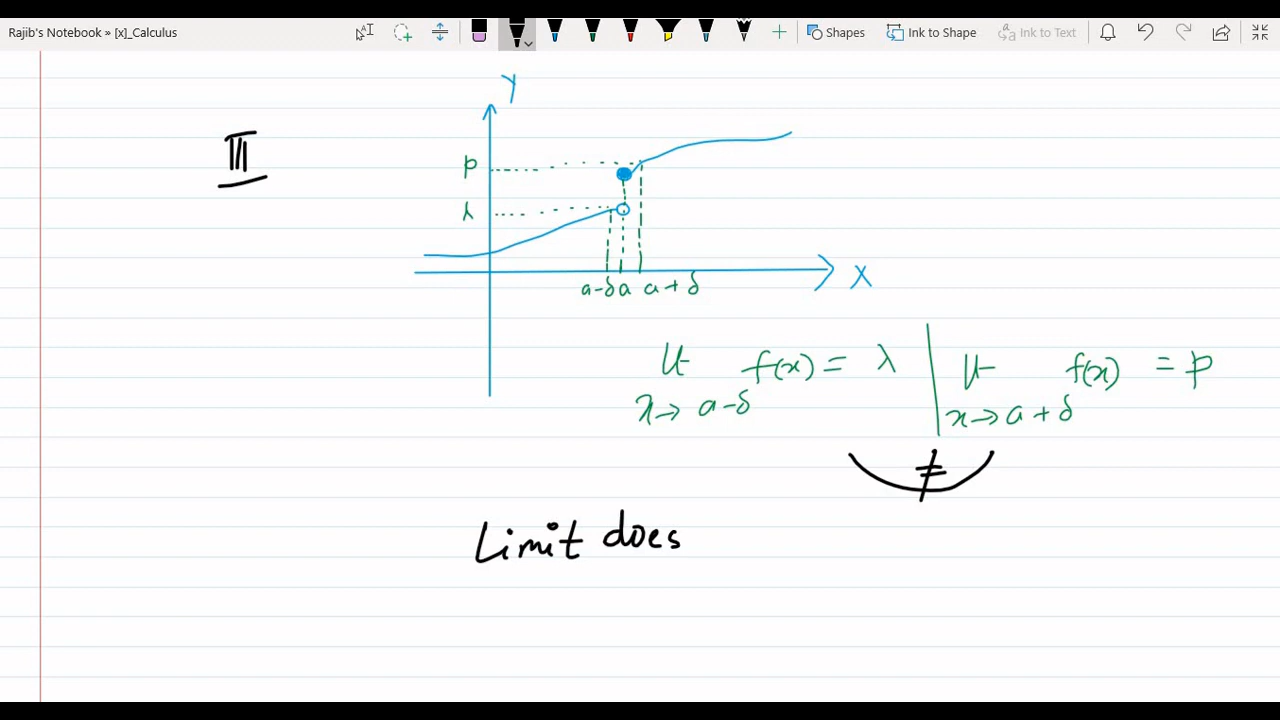 Rajib's Notebook • [x]_Calculus
Shapes Ink to Shape Ink to Text
Y
III
p
λ
a-δ a a+δ
X
Lt f(x) = λ | Lt f(x) = p
x→ a-δ x→ a+δ
≠
Limit does